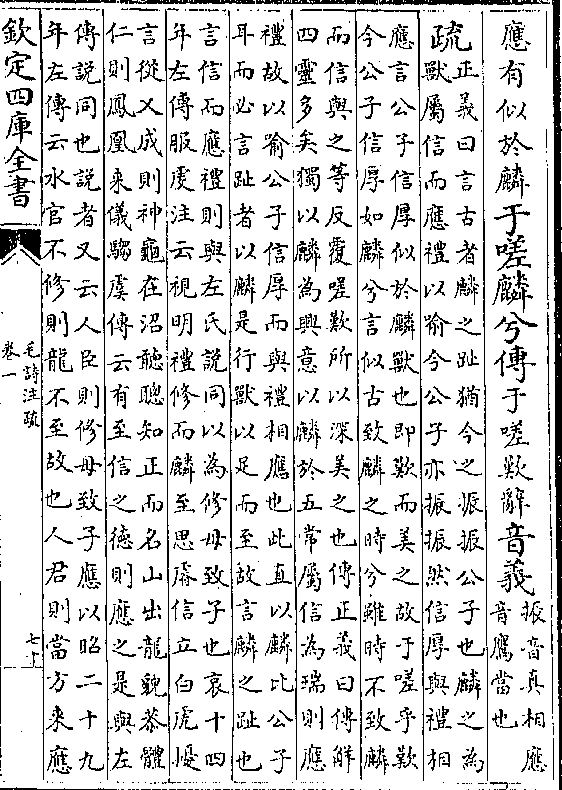 應有似於麟于嗟麟兮傳于嗟歎辭音義振音真相應
音鷹當也
疏正義曰言古者麟之趾猶今之振振公子也麟之為
獸屬信而應禮以喻今公子亦振振然信厚與禮相
應言公子信厚似於麟獸也即歎而美之故于嗟乎歎
今公子信厚如麟兮言似古致麟之時兮雖時不致麟
而信與之等反覆嗟歎所以深美之也傳正義曰傳解
四靈多矣獨以麟為興意以麟於五常屬信為瑞則應
禮故以喻公子信厚而與禮相應也此直以麟比公子
耳而必言趾者以麟是行獸以足而至故言麟之趾也
言信而應禮則與左氏說同以為修母致子也哀十四
年左傳服虔注云視明禮修而麟至思睿信立白虎擾
言從乂成則神龜在沼聽聰知正而名山出龍貌恭體
仁則鳳凰來儀騶虞傳云有至信之德則應之是與左
傳說同也說者又云人臣則修母致子應以昭二十九
年左傳云水官不修則龍不至故也人君則當方來應
欽定四庫全書
毛詩注疏
卷一
七十